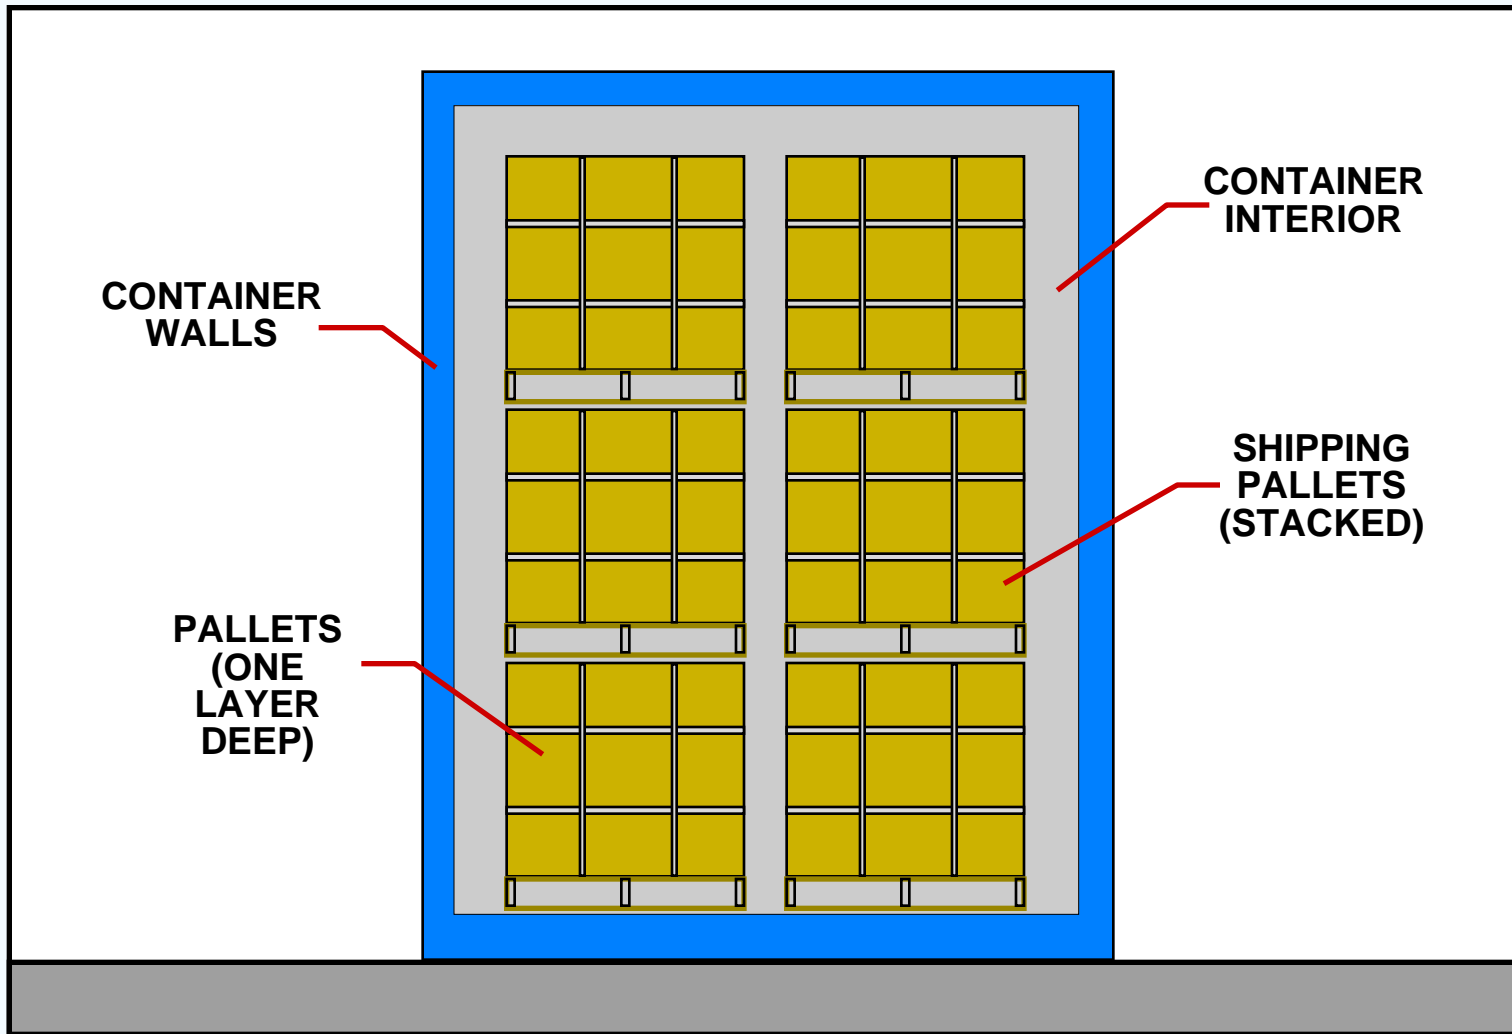 CONTAINER
INTERIOR
CONTAINER
WALLS
SHIPPING
PALLETS
(STACKED)
PALLETS
(ONE
LAYER
DEEP)